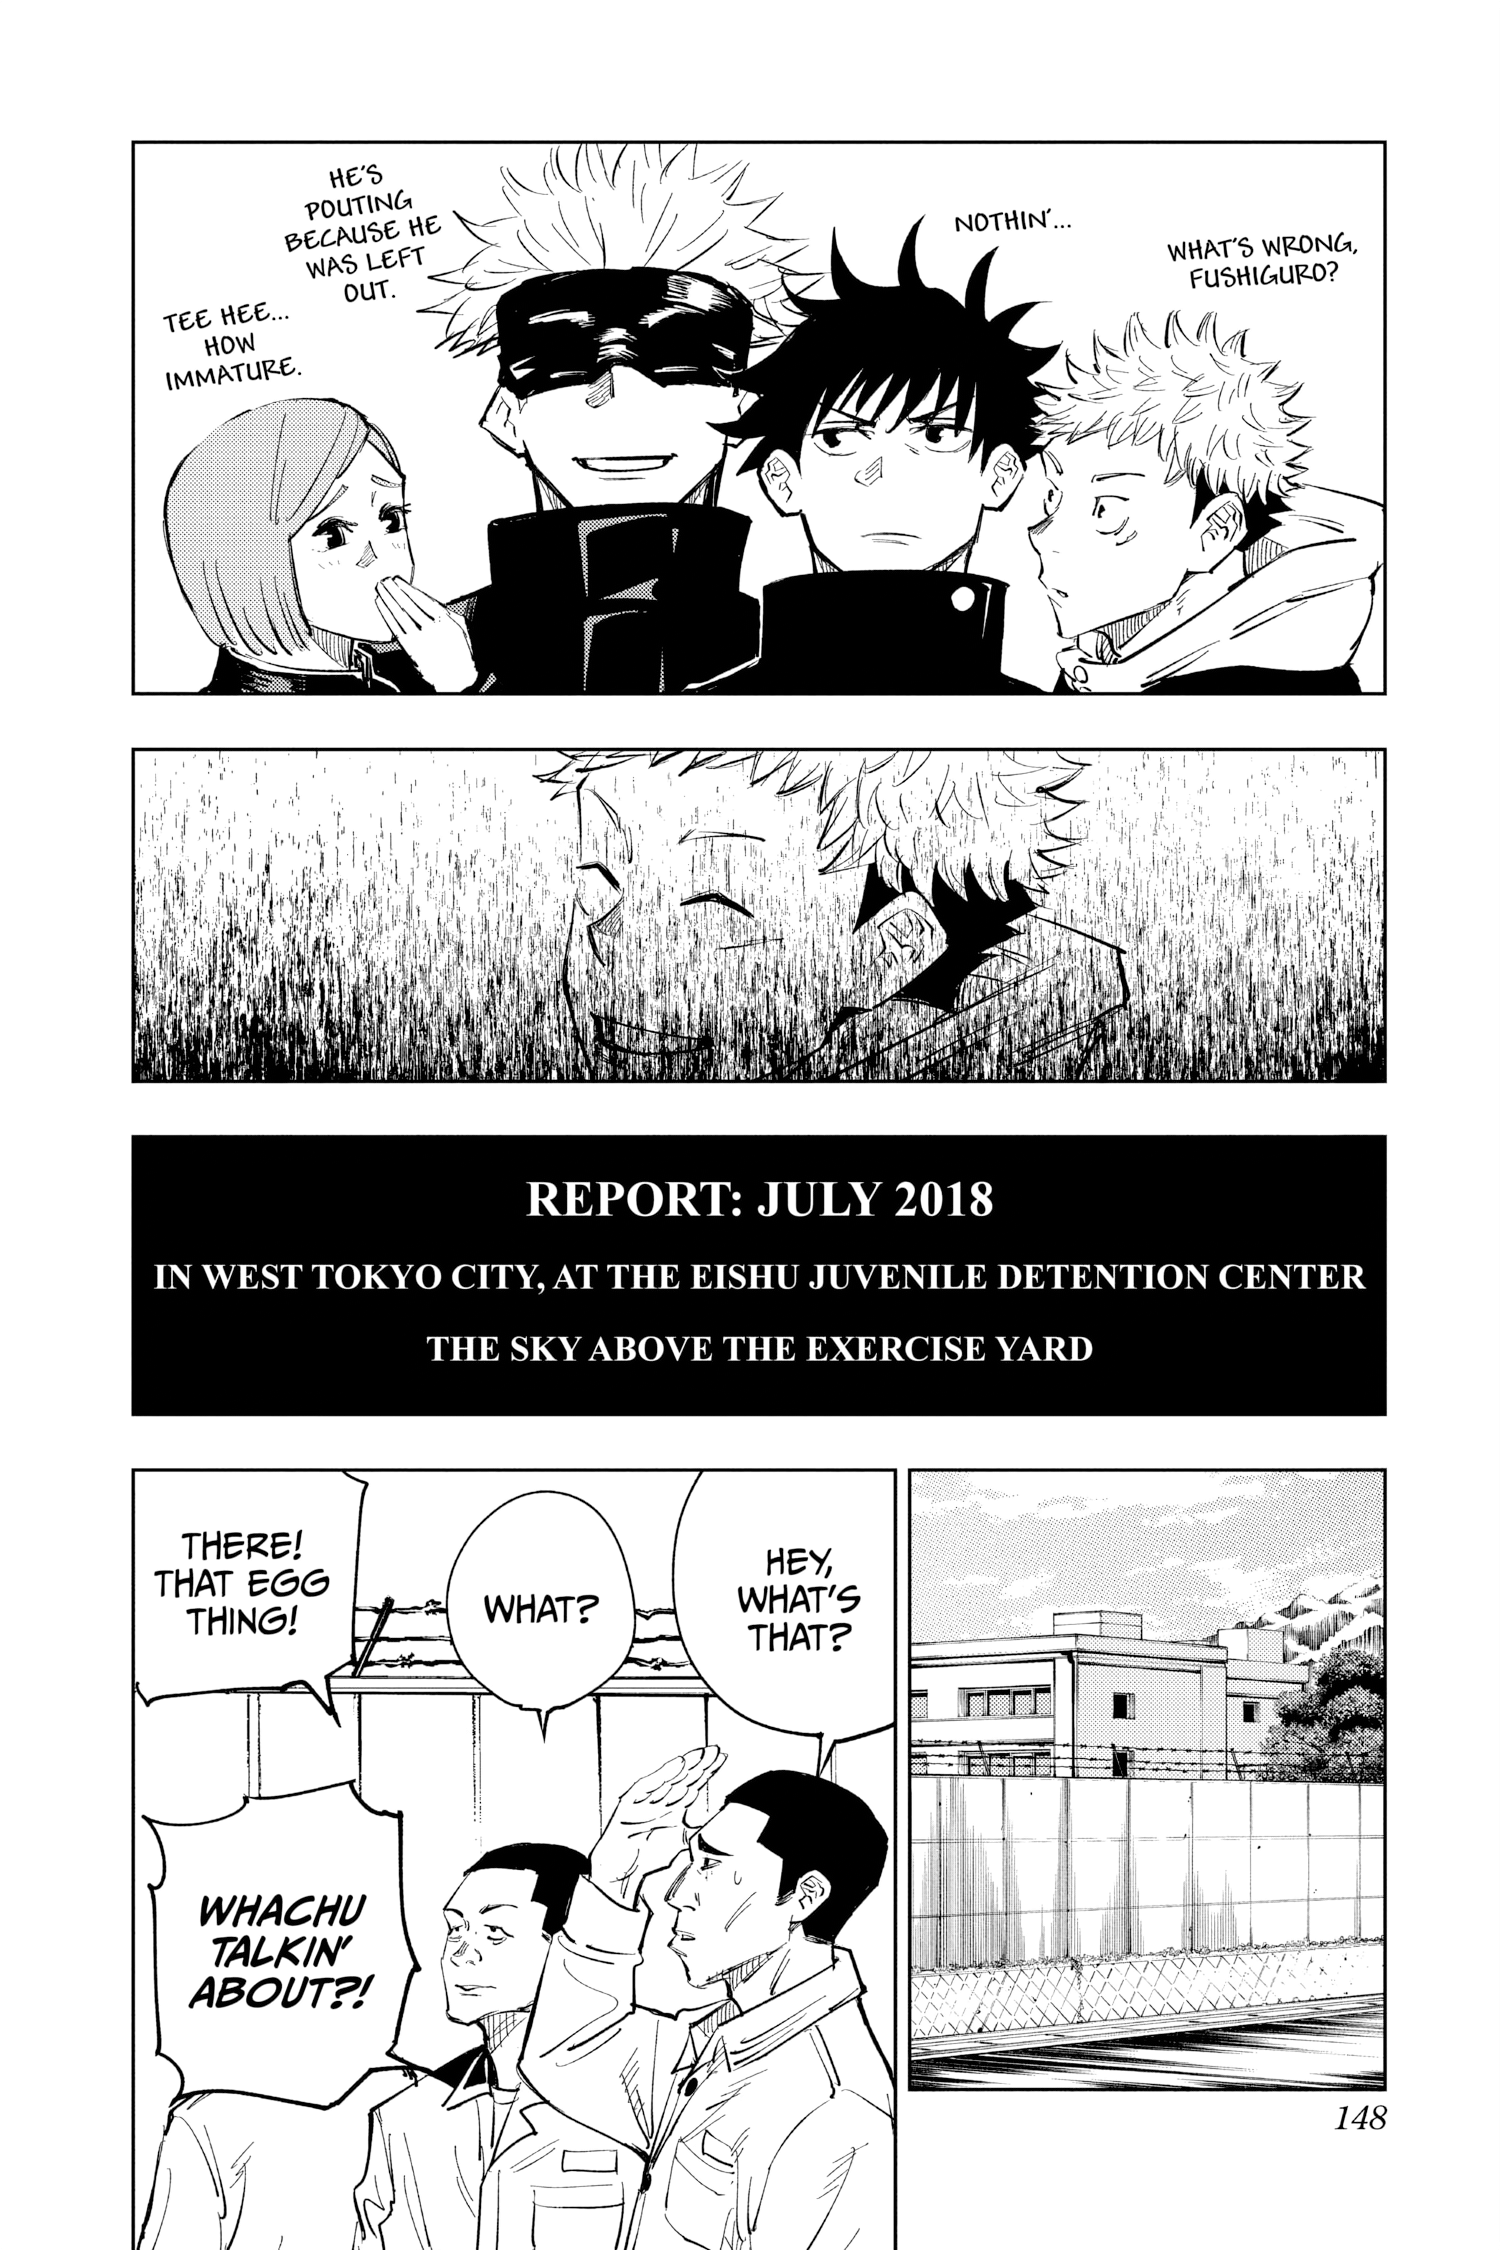 WHAT'S WRONG,
FUSHIGURO?
NOTHIN'...
HE'S
POUTING
BECAUSE HE
WAS LEFT
OUT.
TEE HEE...
HOW
IMMATURE.
REPORT: JULY 2018
IN WEST TOKYO CITY, AT THE EISHU JUVENILE DETENTION CENTER
THE SKY ABOVE THE EXERCISE YARD
HEY,
WHAT'S
THAT?
WHAT?
THERE!
THAT EGG
THING!
WHACHU
TALKIN'
ABOUT?!
148